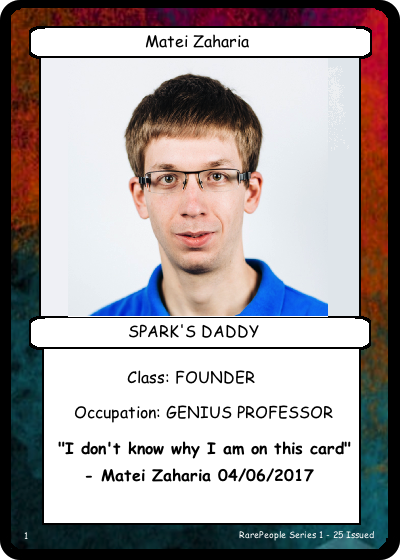 Matei Zaharia
SPARK'S DADDY
Class: FOUNDER
Occupation: GENIUS PROFESSOR
"I don't know why I am on this card"
- Matei Zaharia 04/06/2017
1
RarePeople Series 1 - 25 Issued